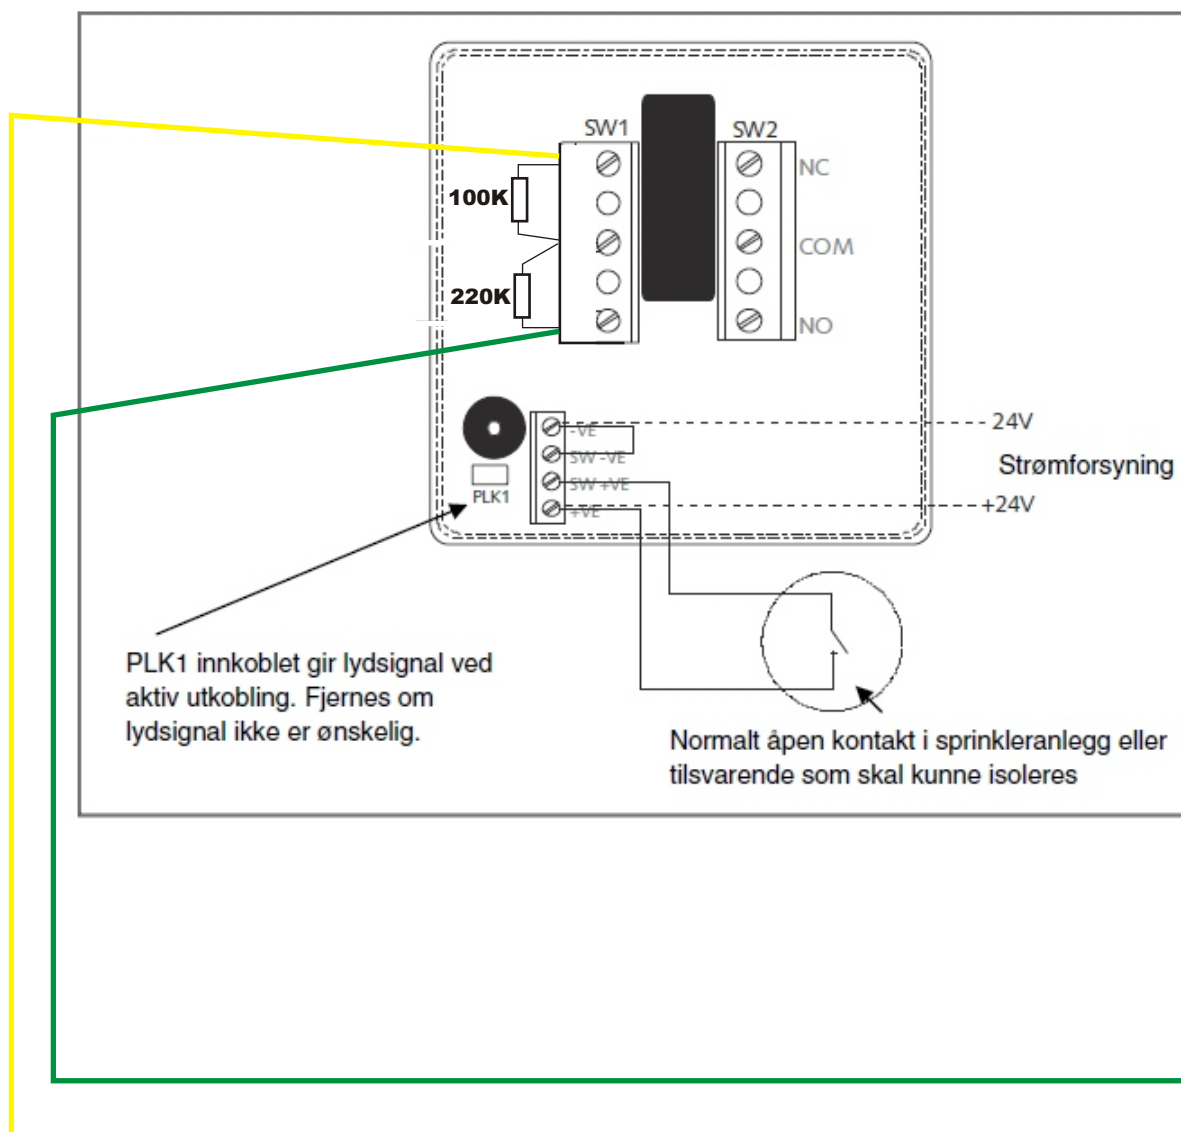 SW1
SW2
NC
100K
COM
220K
NO
-VE
24V
SW -VE
Strømforsyning
SW +VE
PLK1
+VE
+24V
PLK1 innkoblet gir lydsignal ved
aktiv utkobling. Fjernes om
lydsignal ikke er ønskelig.
Normalt åpen kontakt i sprinkleranlegg eller
tilsvarende som skal kunne isoleres